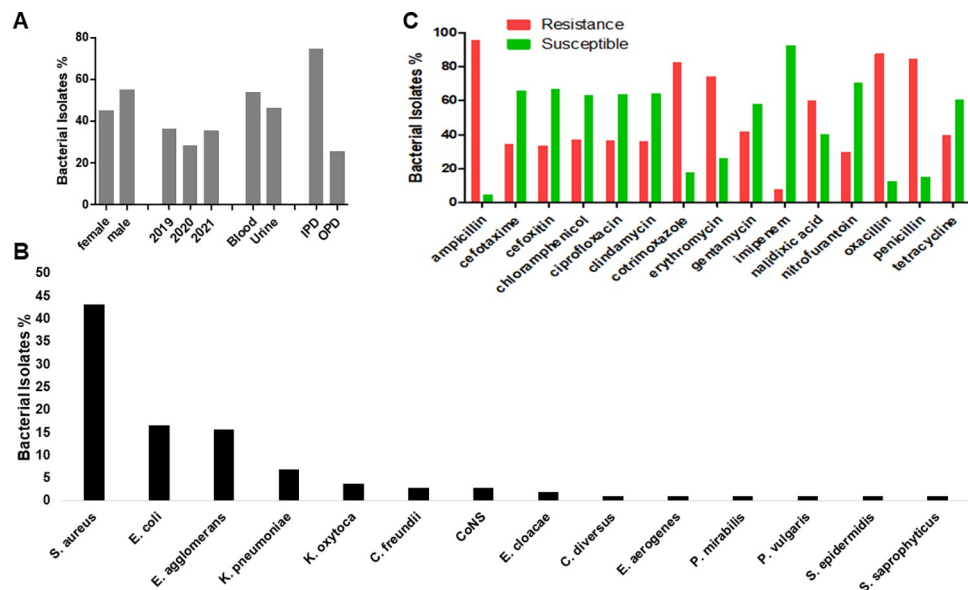 A
Bacterial Isolates %
80
60
40
20
0
female
male
2019
2020
2021
Blood
Urine
IPD
OPD
C
Resistance
Susceptible
Bacterial Isolates %
100
80
60
40
20
0
ampicillin
cefotaxime
cefoxitin
chloramphenicol
ciprofloxacin
clindamycin
cotrimoxazole
erythromycin
gentamycin
imipenem
nalidixic acid
nitrofurantoin
oxacillin
penicillin
tetracycline
B
Bacterial Isolates %
50
45
40
35
30
25
20
15
10
5
0
S. aureus
E. coli
E. agglomrans
K. pneumoniae
K. oxytoca
C. freundii
CoNS
E. cloacae
C. diversus
E. aerogenes
P. mirabilis
P. vulgaris
S. epidermidis
S. saprophyticus